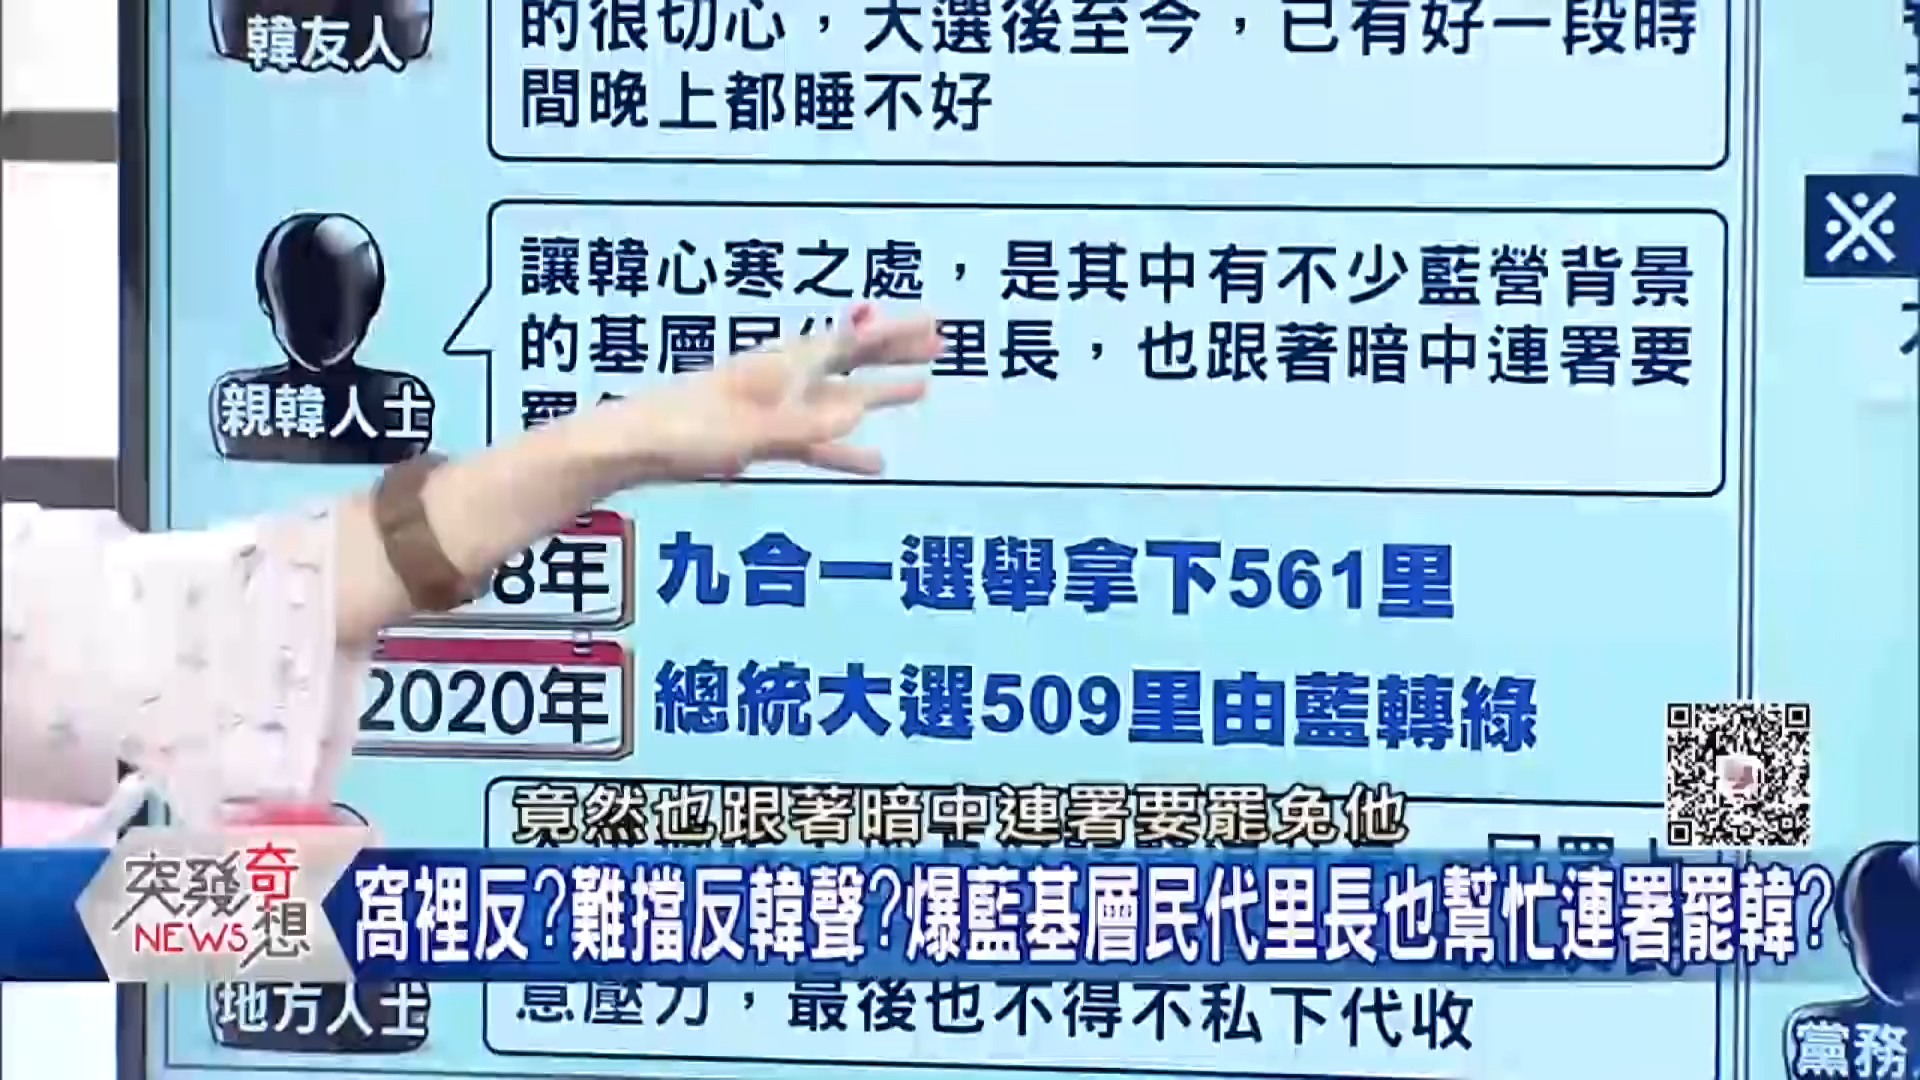 韓友人
的很切心，大選後至今，已有好一段時
間晚上都睡不好
※
親韓人士
讓韓心寒之處，是其中有不少藍營背景
的基層民代 里長，也跟著暗中連署要
8年
九合一選舉拿下561里
2020年
總統大選509里由藍轉綠
竟然也跟著暗中連署要罷免他
突發奇想
NEWS
窩裡反?難擋反韓聲?爆藍基層民代里長也幫忙連署罷韓?
地方人士
息壓力，最後也不得不私下代收
黨務